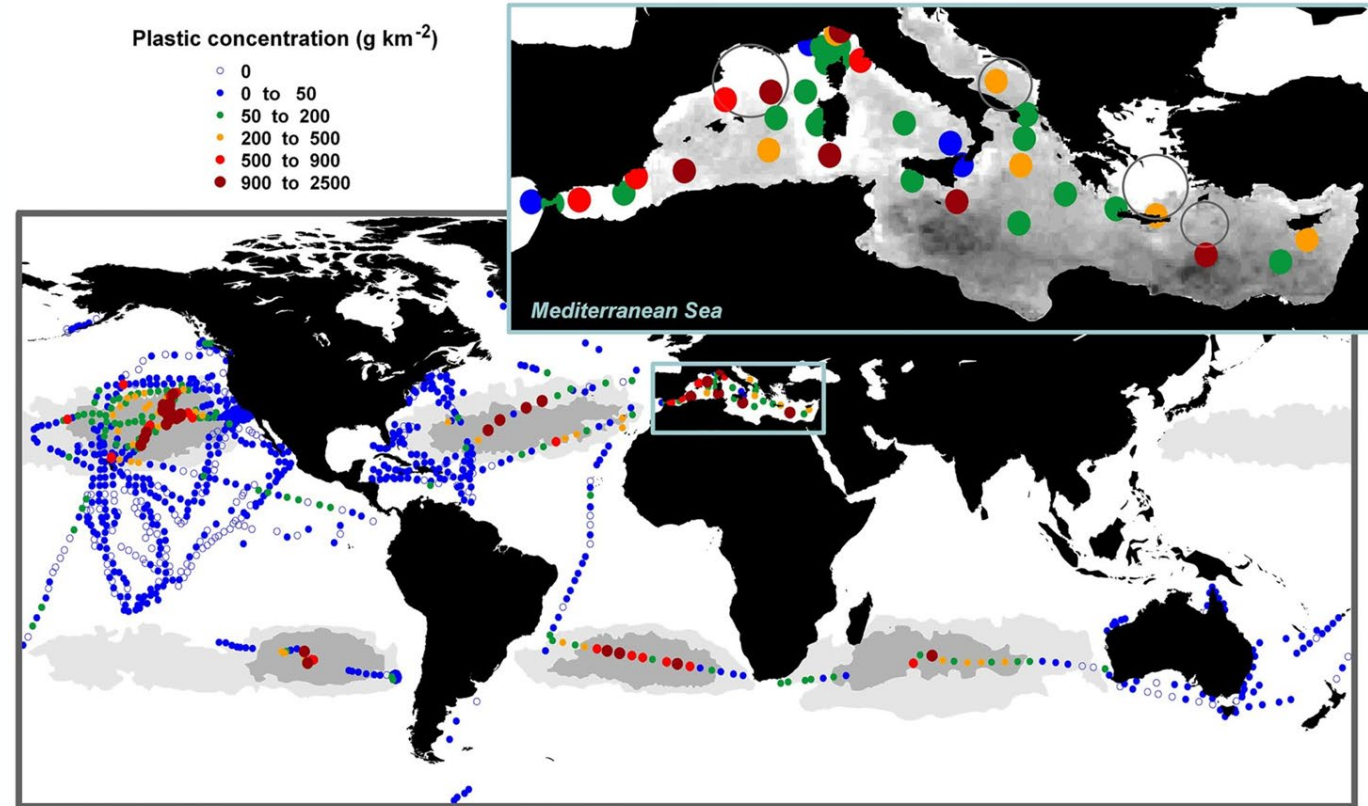 Plastic concentration (g km-2)
0
0 to 50
50 to 200
200 to 500
500 to 900
900 to 2500
Mediterranean Sea